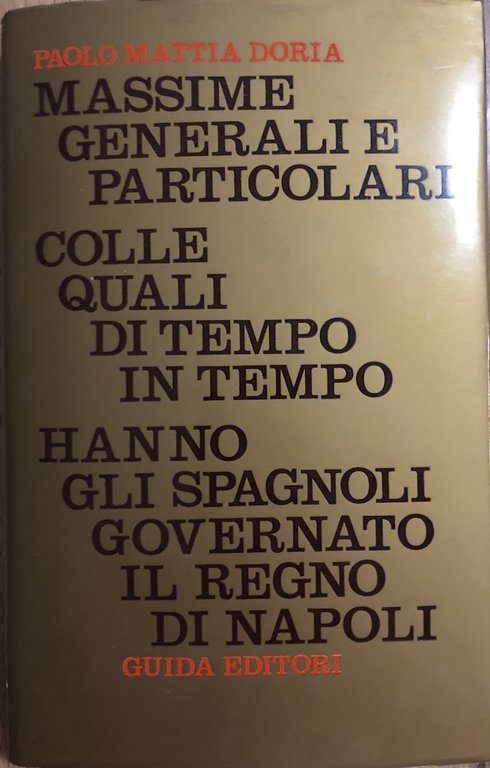 PAOLO MATTIA DORIA
MASSIME
GENERALI E
PARTICOLARI
COLLE
QUALI
DI TEMPO
IN TEMPO
HANNO
GLI SPAGNOLI
GOVERNATO
IL REGNO
DI NAPOLI
GUIDA EDITORI